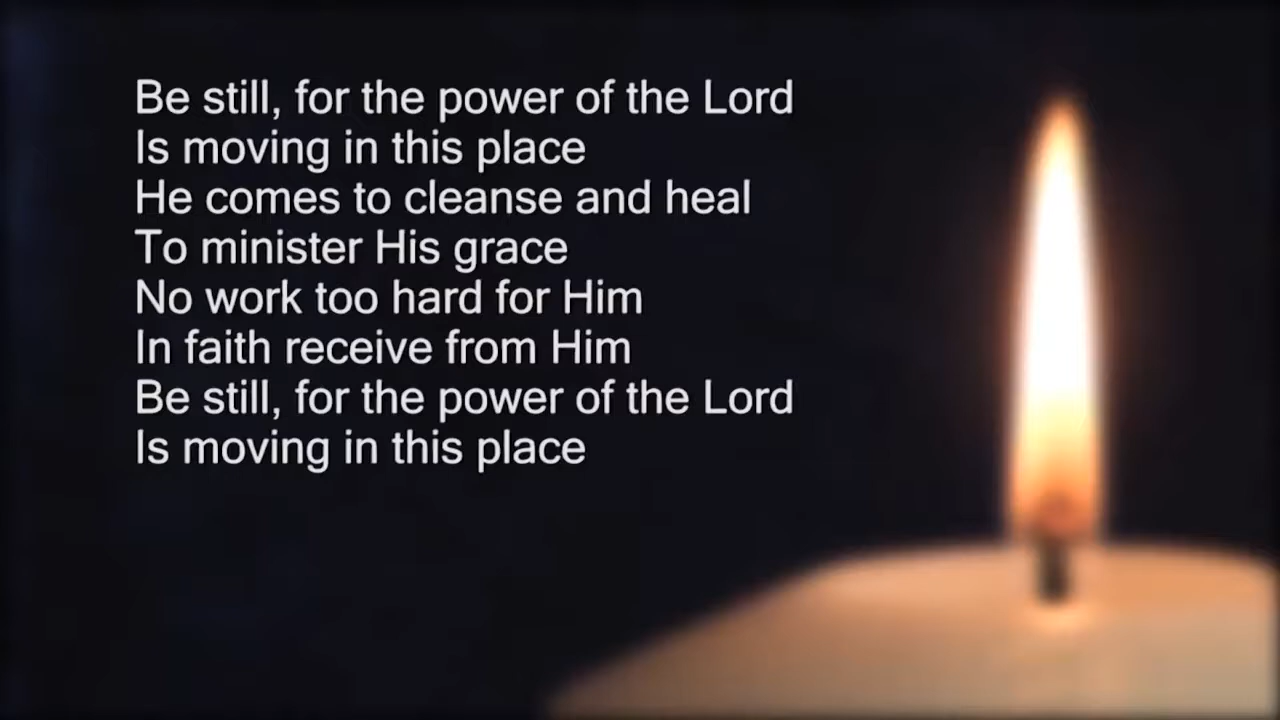 Be still, for the power of the Lord
Is moving in this place
He comes to cleanse and heal
To minister His grace
No work too hard for Him
In faith receive from Him
Be still, for the power of the Lord
Is moving in this place